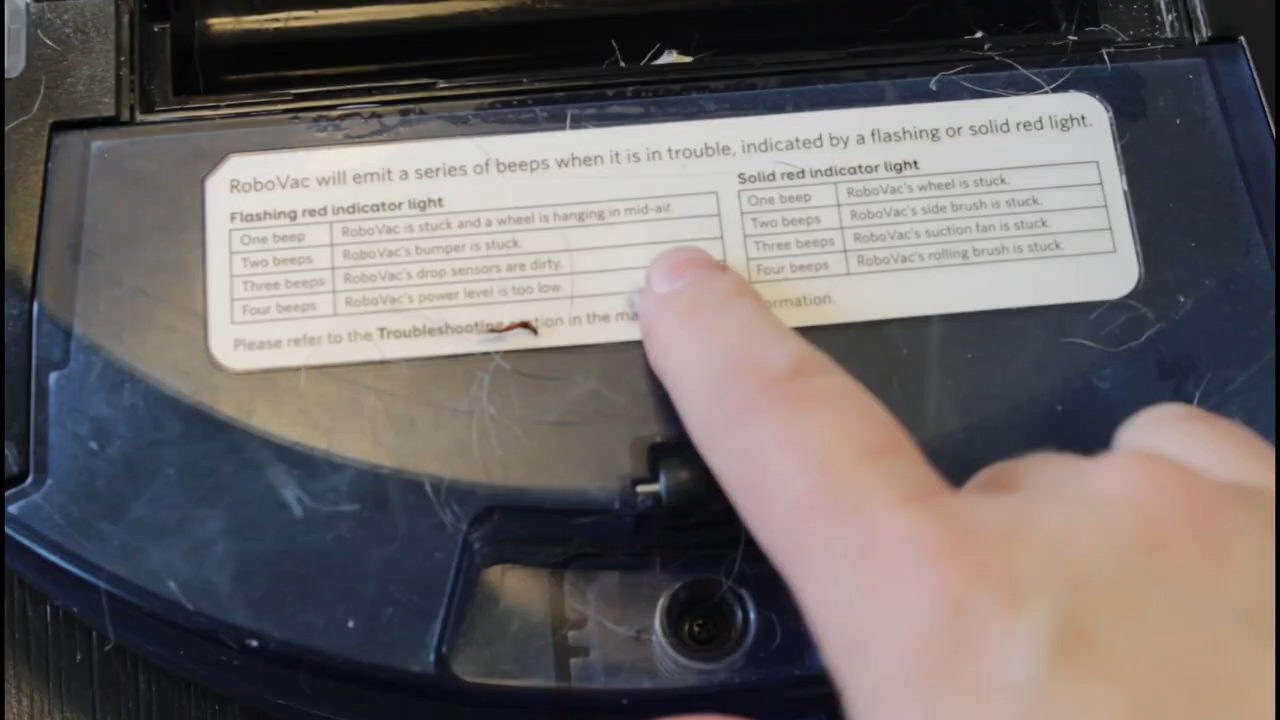 RoboVac will emit a series of beeps when it is in trouble, indicated by a flashing or solid red light.
Flashing red indicator light
One beep RoboVac is stuck and a wheel is hanging in mid-air.
Two beeps RoboVac's bumper is stuck.
Three beeps RoboVac's drop sensors are dirty.
Four beeps RoboVac's power level is too low.
Solid red indicator light
One beep RoboVac's wheel is stuck.
Two beeps RoboVac's side brush is stuck.
Three beeps RoboVac's suction fan is stuck.
Four beeps RoboVac's rolling brush is stuck.
Please refer to the Troubleshooting section in the